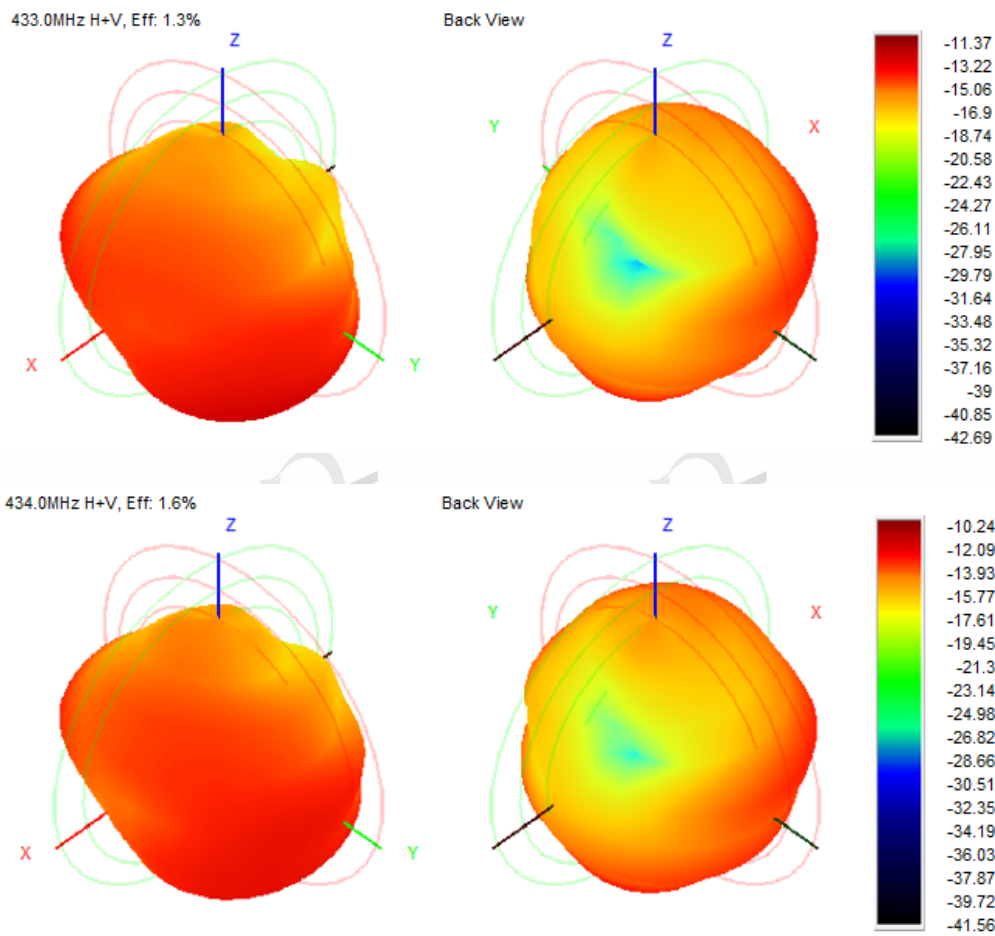 433.0MHz H+V, Eff: 1.3%
Back View
Z
X
Y
Z
Y
X
-11.37
-13.22
-15.06
-16.9
-18.74
-20.58
-22.43
-24.27
-26.11
-27.95
-29.79
-31.64
-33.48
-35.32
-37.16
-39
-40.85
-42.69
434.0MHz H+V, Eff: 1.6%
Back View
Z
X
Y
Z
Y
X
-10.24
-12.09
-13.93
-15.77
-17.61
-19.45
-21.3
-23.14
-24.98
-26.82
-28.66
-30.51
-32.35
-34.19
-36.03
-37.87
-39.72
-41.56